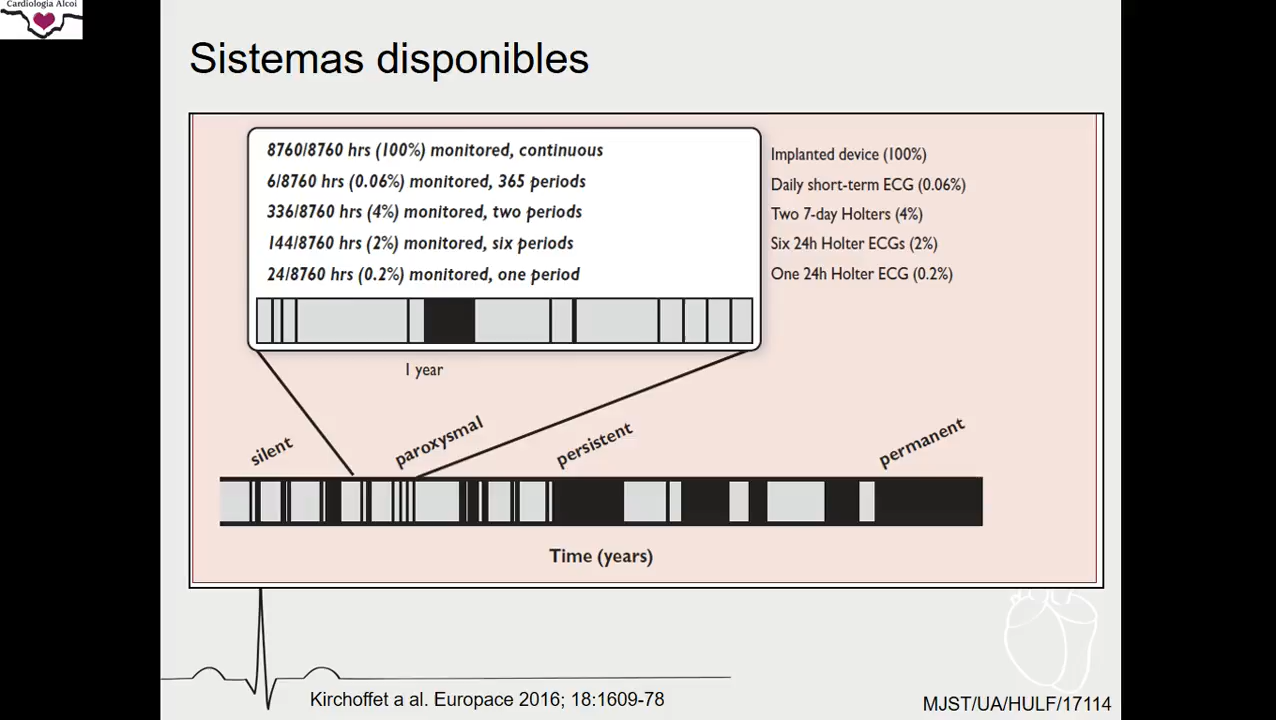 Cardiología Alcoi
Sistemas disponibles
8760/8760 hrs (100%) monitored, continuous
6/8760 hrs (0.06%) monitored, 365 periods
336/8760 hrs (4%) monitored, two periods
144/8760 hrs (2%) monitored, six periods
24/8760 hrs (0.2%) monitored, one period
Implanted device (100%)
Daily short-term ECG (0.06%)
Two 7-day Holters (4%)
Six 24h Holter ECGs (2%)
One 24h Holter ECG (0.2%)
1 year
silent
paroxysmal
persistent
permanent
Time (years)
Kirchoffet a al. Europace 2016; 18:1609-78
MJST/UA/HULF/17114